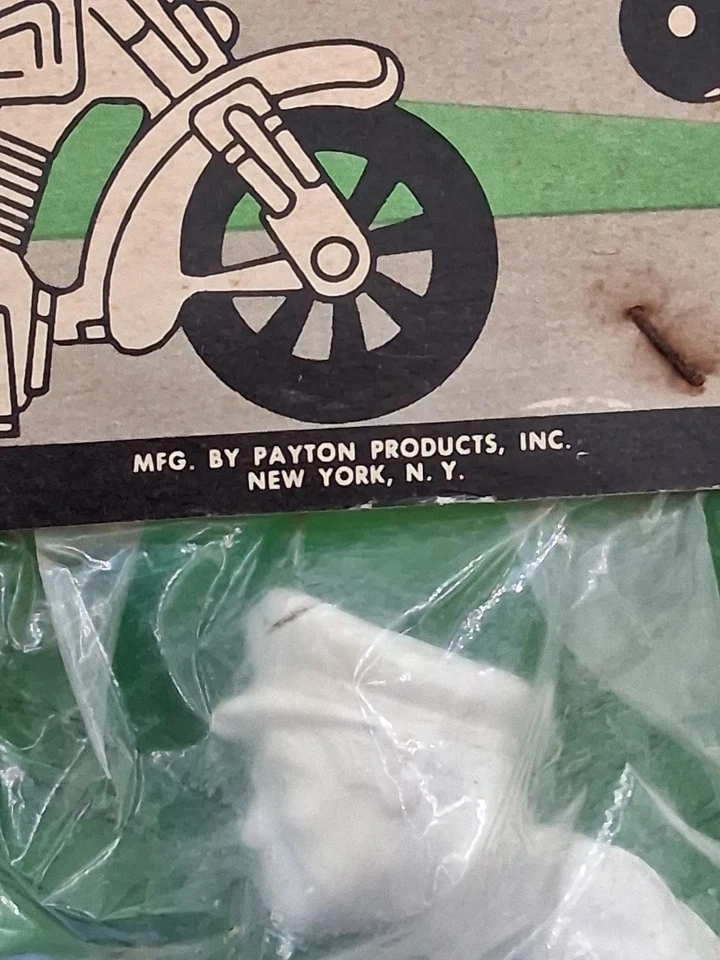 MFG. BY PAYTON PRODUCTS, INC.
NEW YORK, N. Y.